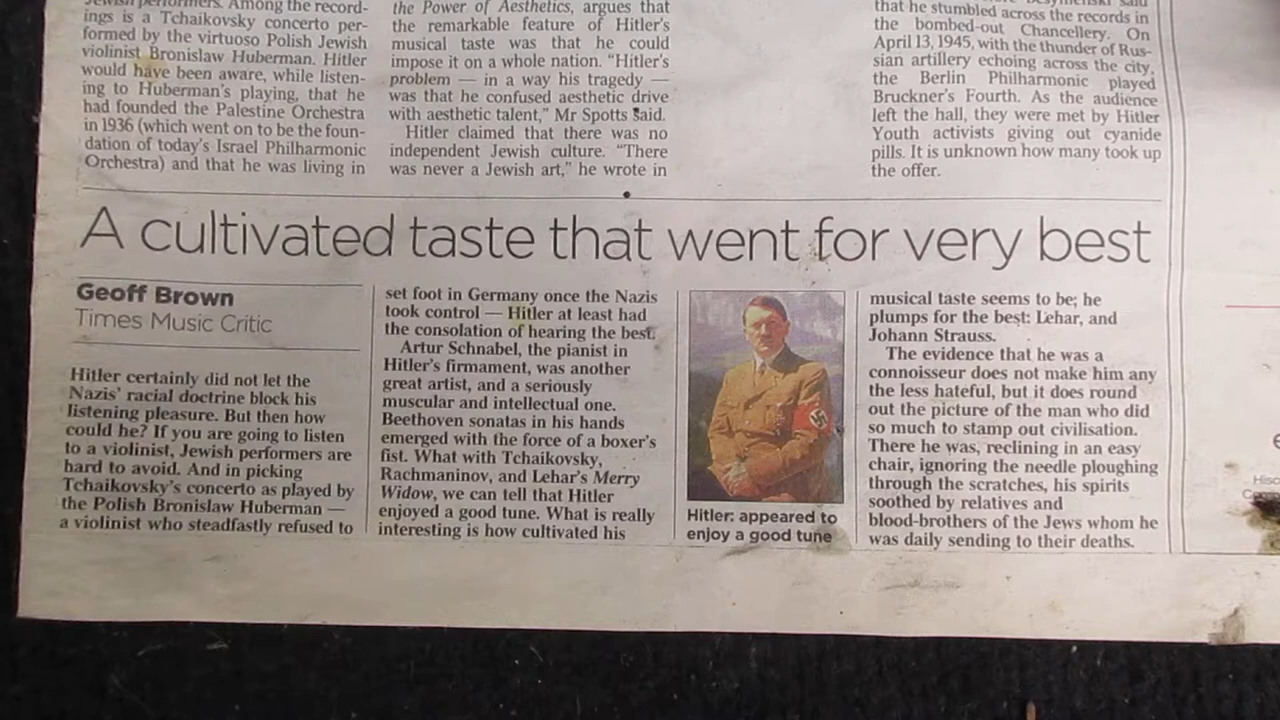 Jewish performers. Among the record-
ings is a Tchaikovsky concerto per-
formed by the virtuoso Polish Jewish
violinist Bronislaw Huberman. Hitler
would have been aware, while listen-
ing to Huberman's playing, that he
had founded the Palestine Orchestra
in 1936 (which went on to be the foun-
dation of today's Israel Philharmonic
Orchestra) and that he was living in
the Power of Aesthetics, argues that
the remarkable feature of Hitler's
musical taste was that he could
impose it on a whole nation. "Hitler's
problem — in a way his tragedy —
was that he confused aesthetic drive
with aesthetic talent," Mr Spotts said.
Hitler claimed that there was no
independent Jewish culture. "There
was never a Jewish art," he wrote in
said
that he stumbled across the records in
the bombed-out Chancellery. On
April 13, 1945, with the thunder of Rus-
sian artillery echoing across the city,
the Berlin Philharmonic played
Bruckner's Fourth. As the audience
left the hall, they were met by Hitler
Youth activists giving out cyanide
pills. It is unknown how many took up
the offer.
A cultivated taste that went for very best
Geoff Brown
Times Music Critic
Hitler certainly did not let the
Nazis' racial doctrine block his
listening pleasure. But then how
could he? If you are going to listen
to a violinist, Jewish performers are
hard to avoid. And in picking
Tchaikovsky's concerto as played by
the Polish Bronislaw Huberman —
a violinist who steadfastly refused to
set foot in Germany once the Nazis
took control — Hitler at least had
the consolation of hearing the best.
Artur Schnabel, the pianist in
Hitler's firmament, was another
great artist, and a seriously
muscular and intellectual one.
Beethoven sonatas in his hands
emerged with the force of a boxer's
fist. What with Tchaikovsky,
Rachmaninov, and Lehar's Merry
Widow, we can tell that Hitler
enjoyed a good tune. What is really
interesting is how cultivated his
Hitler: appeared to
enjoy a good tune
musical taste seems to be; he
plumps for the best: Lehar, and
Johann Strauss.
The evidence that he was a
connoisseur does not make him any
the less hateful, but it does round
out the picture of the man who did
so much to stamp out civilisation.
There he was, reclining in an easy
chair, ignoring the needle ploughing
through the scratches, his spirits
soothed by relatives and
blood-brothers of the Jews whom he
was daily sending to their deaths.